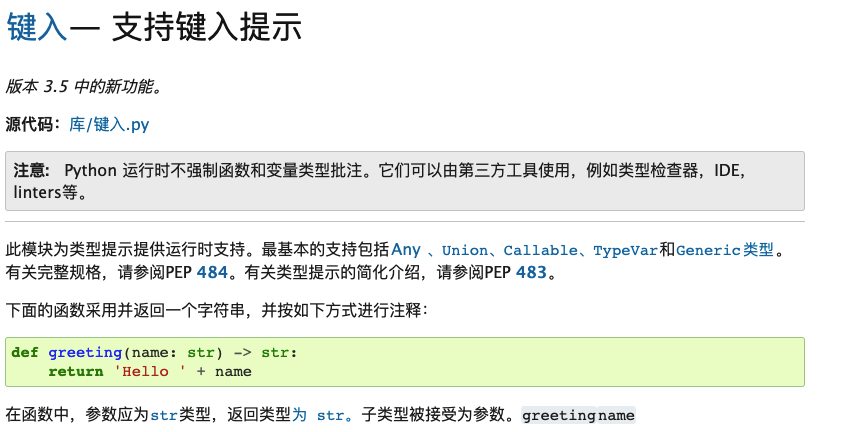 键入— 支持键入提示
版本 3.5 中的新功能。
源代码：库/键入.py
注意： Python 运行时不强制函数和变量类型批注。它们可以由第三方工具使用，例如类型检查器，IDE，
linters等。
此模块为类型提示提供运行时支持。最基本的支持包括Any 、Union、Callable、TypeVar和Generic类型。
有关完整规格，请参阅PEP 484。有关类型提示的简化介绍，请参阅PEP 483。
下面的函数采用并返回一个字符串，并按如下方式进行注释：
def greeting(name: str) -> str:
    return 'Hello ' + name
在函数中，参数应为str类型，返回类型为 str。子类型被接受为参数。greetingname